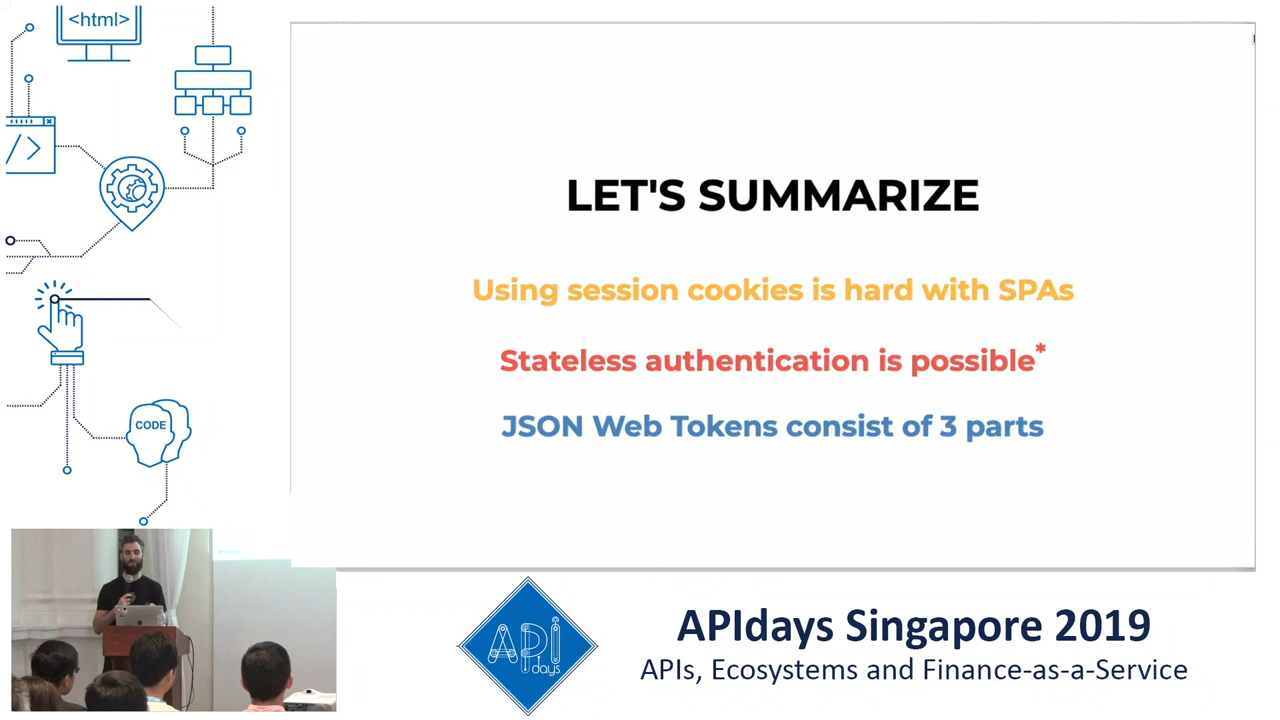 <html>
</>
CODE
LET'S SUMMARIZE
Using session cookies is hard with SPAs
Stateless authentication is possible*
JSON Web Tokens consist of 3 parts
API
days
APIdays Singapore 2019
APIs, Ecosystems and Finance-as-a-Service